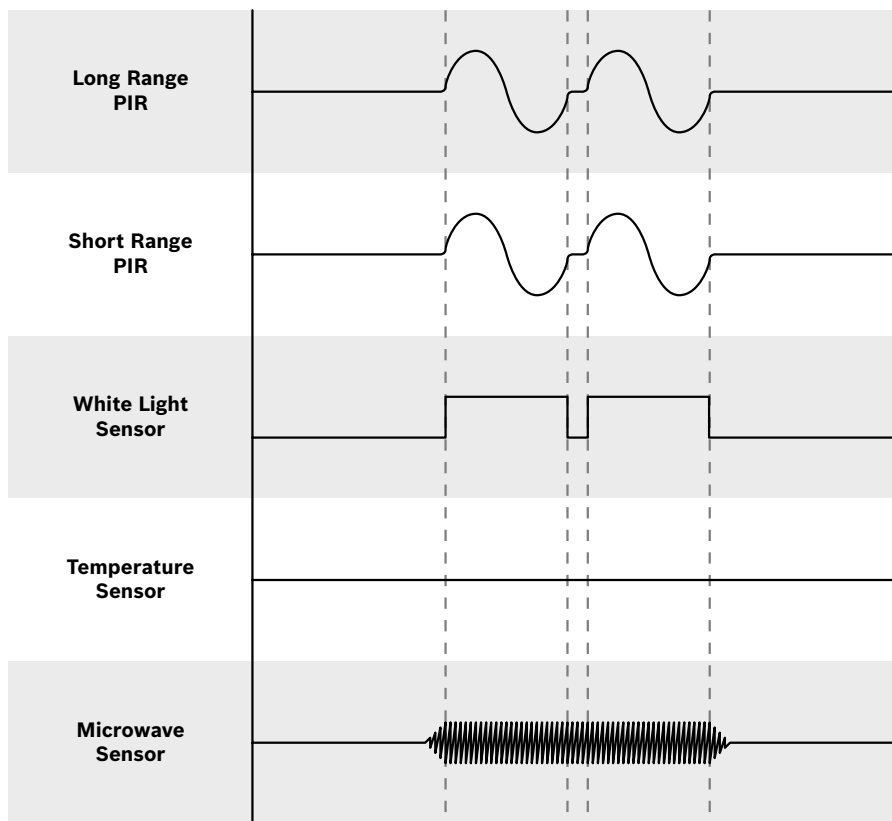 Long Range
PIR
Short Range
PIR
White Light
Sensor
Temperature
Sensor
Microwave
Sensor